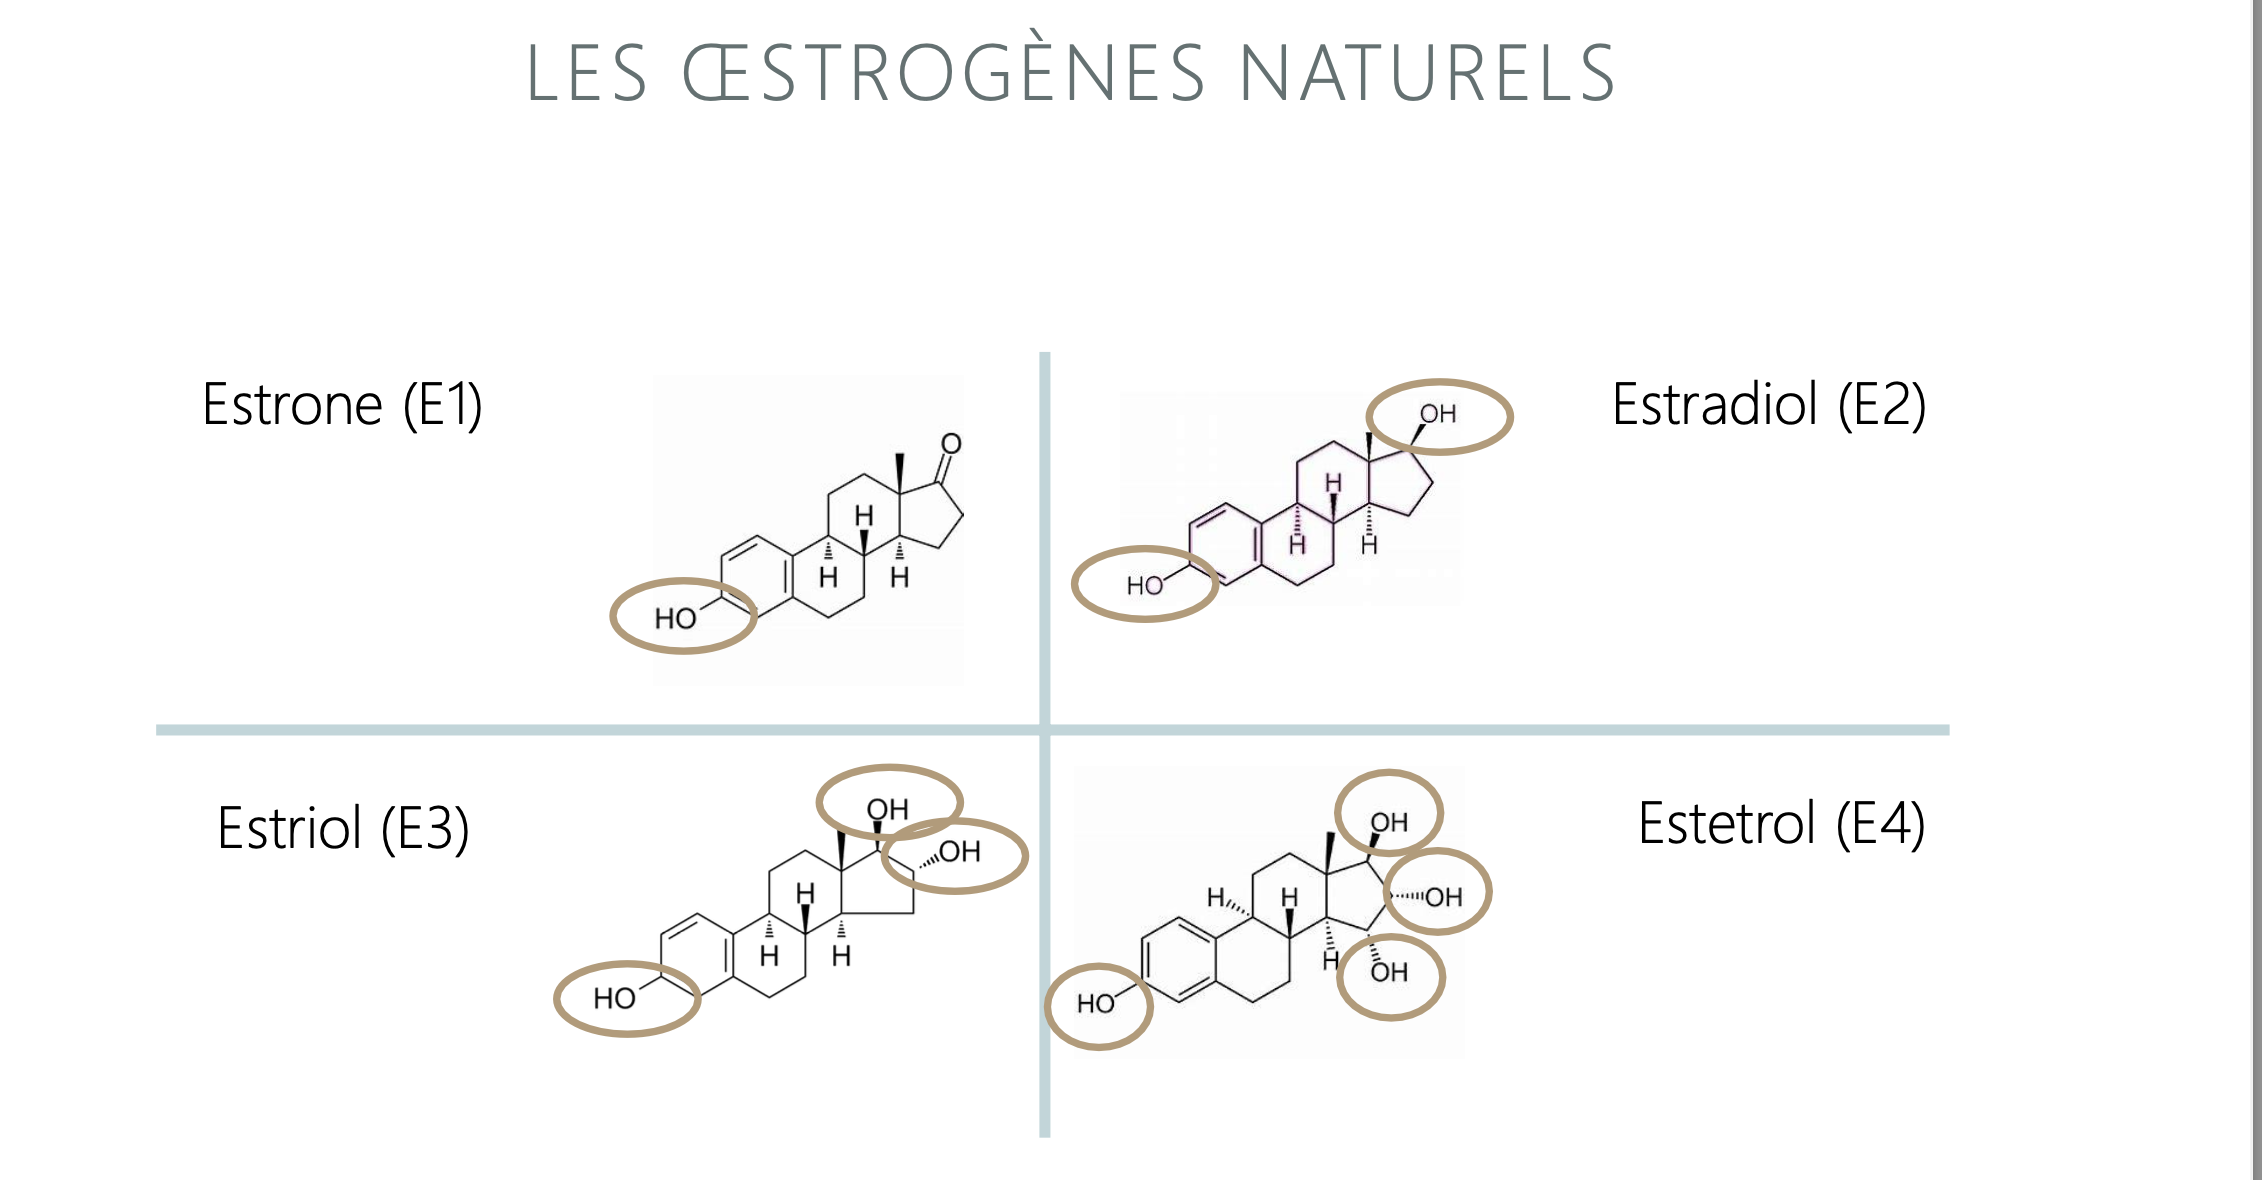 LES ŒSTROGÈNES NATURELS
Estrone (E1)
O
H
H
H
HO
Estradiol (E2)
OH
H
H
H
HO
Estriol (E3)
OH
OH
H
H
H
HO
Estetrol (E4)
OH
H
H
OH
H
OH
HO